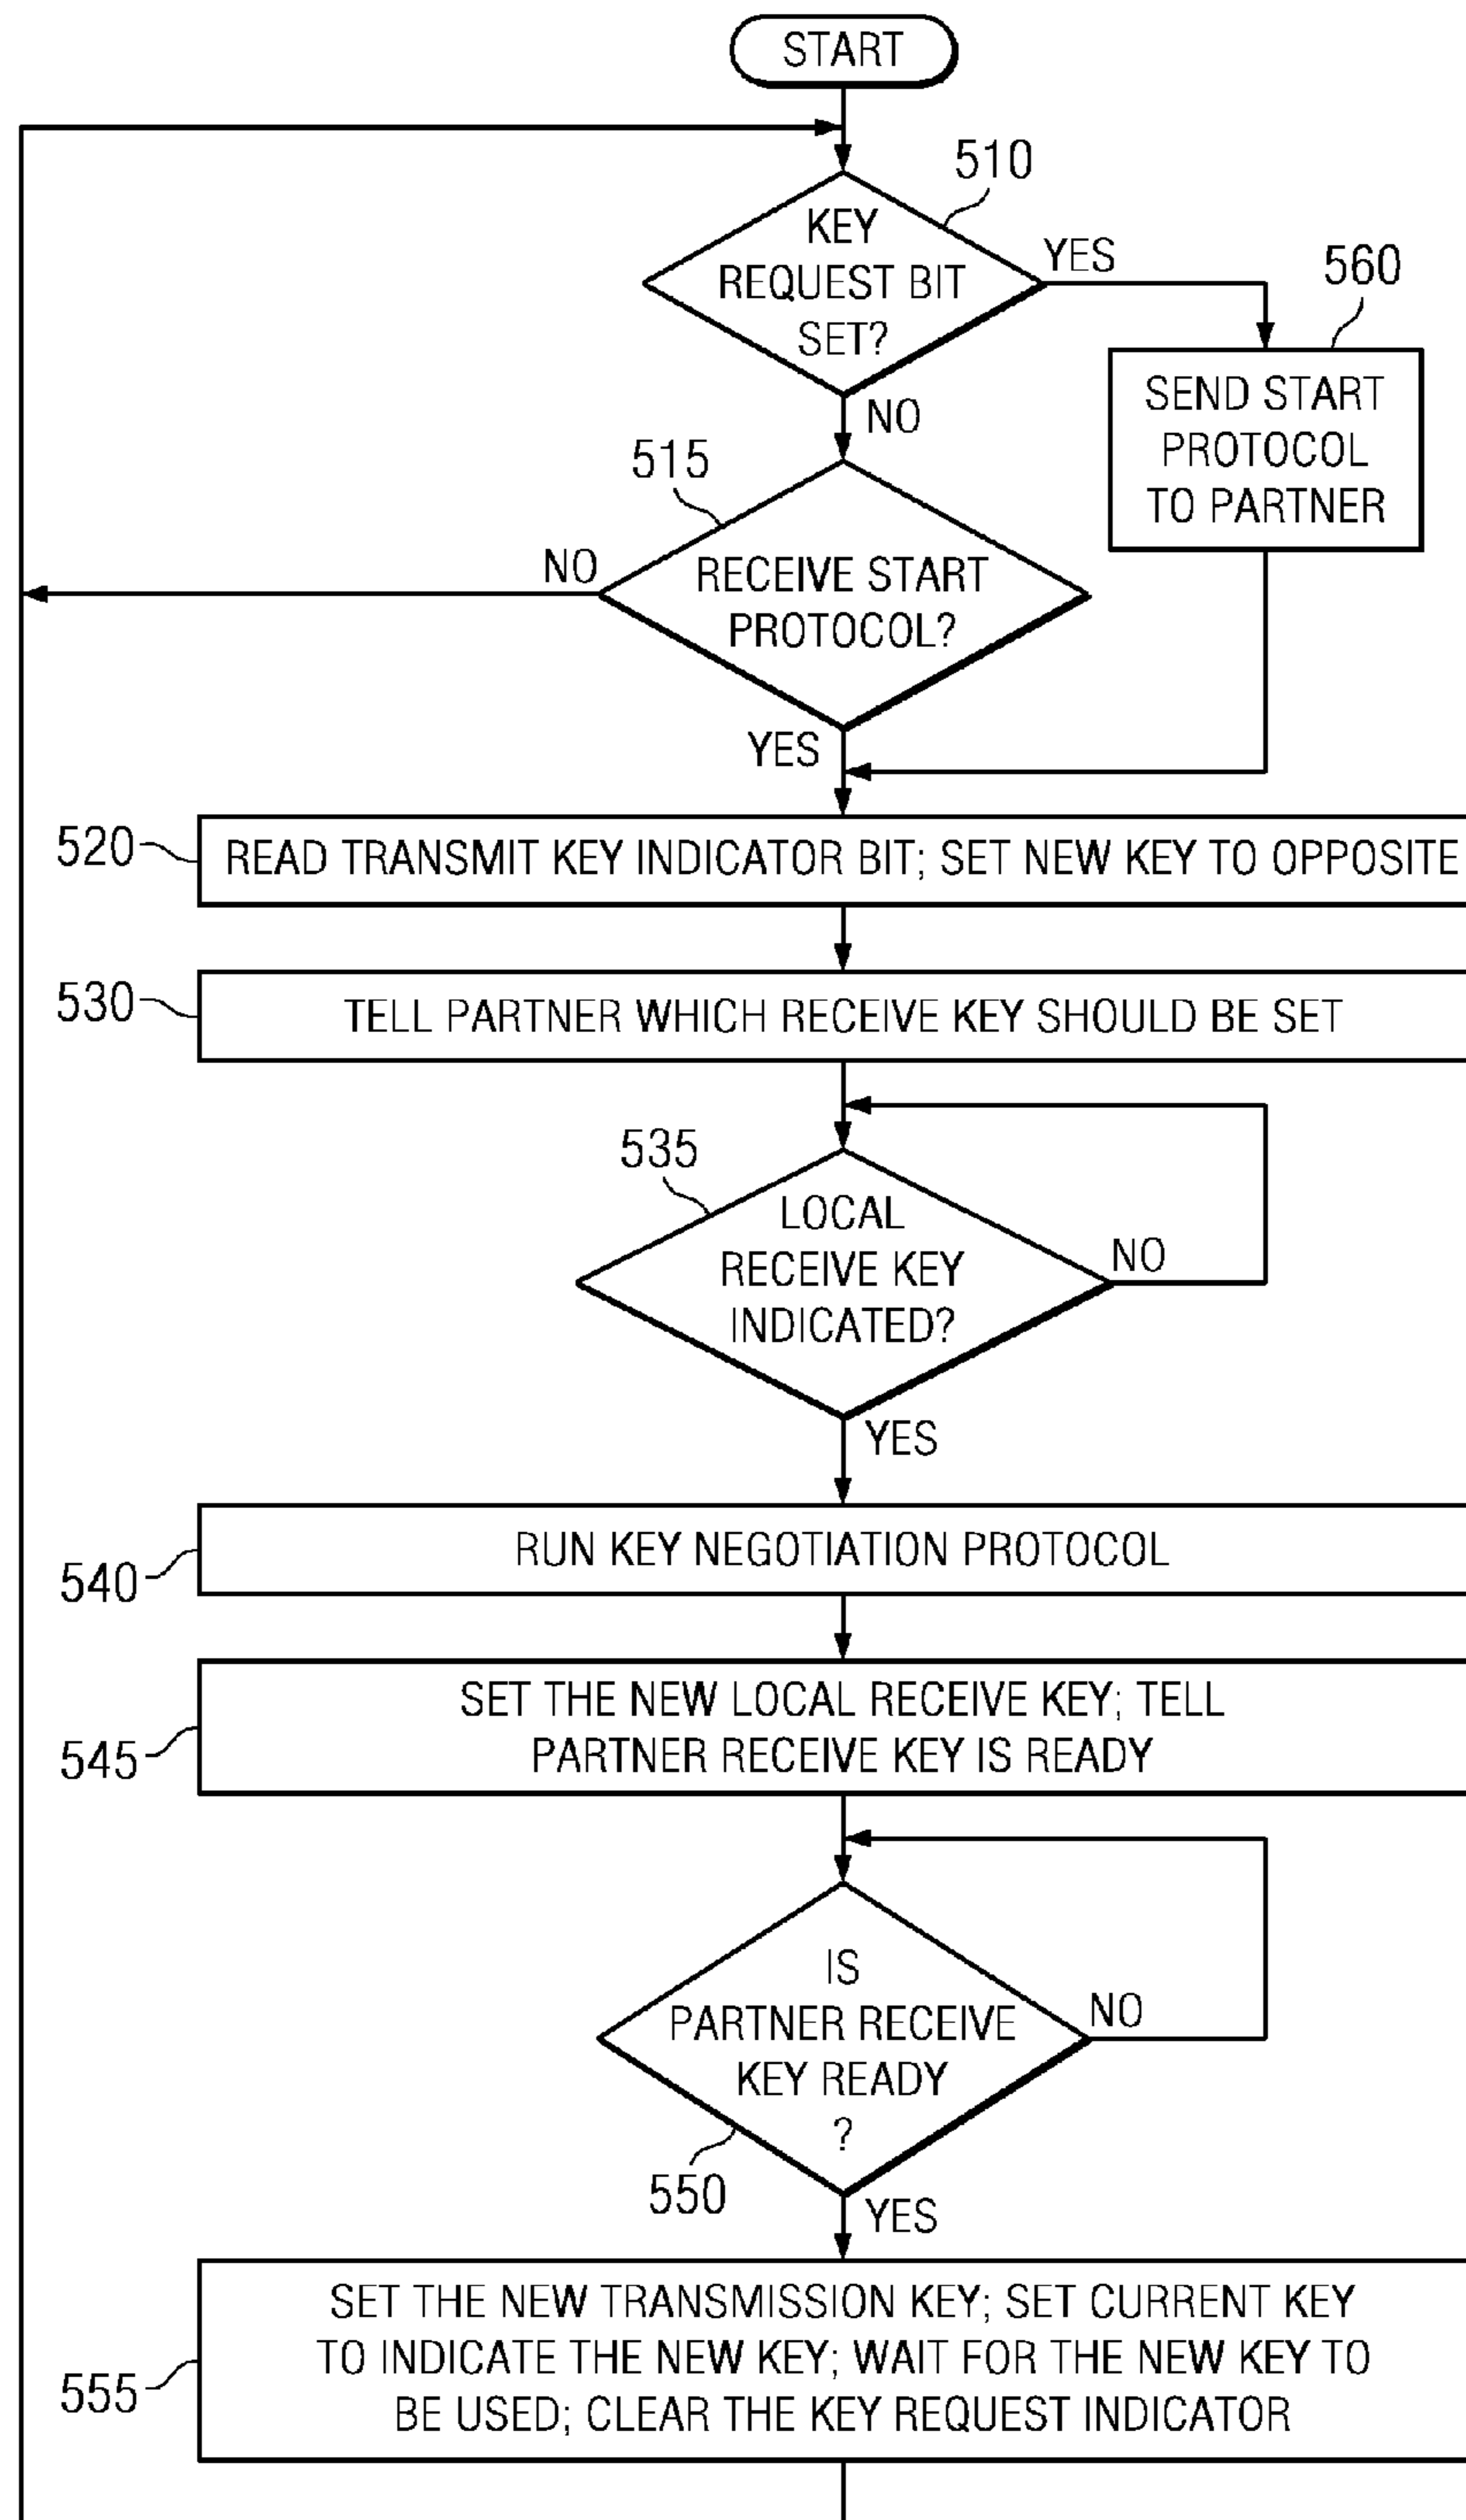 START
510
KEY
REQUEST BIT
SET?
YES
560
SEND START
PROTOCOL
TO PARTNER
NO
515
NO
RECEIVE START
PROTOCOL?
YES
520
READ TRANSMIT KEY INDICATOR BIT; SET NEW KEY TO OPPOSITE
530
TELL PARTNER WHICH RECEIVE KEY SHOULD BE SET
535
LOCAL
RECEIVE KEY
INDICATED?
NO
YES
540
RUN KEY NEGOTIATION PROTOCOL
545
SET THE NEW LOCAL RECEIVE KEY; TELL
PARTNER RECEIVE KEY IS READY
IS
PARTNER RECEIVE
KEY READY
?
NO
550
YES
555
SET THE NEW TRANSMISSION KEY; SET CURRENT KEY
TO INDICATE THE NEW KEY; WAIT FOR THE NEW KEY TO
BE USED; CLEAR THE KEY REQUEST INDICATOR